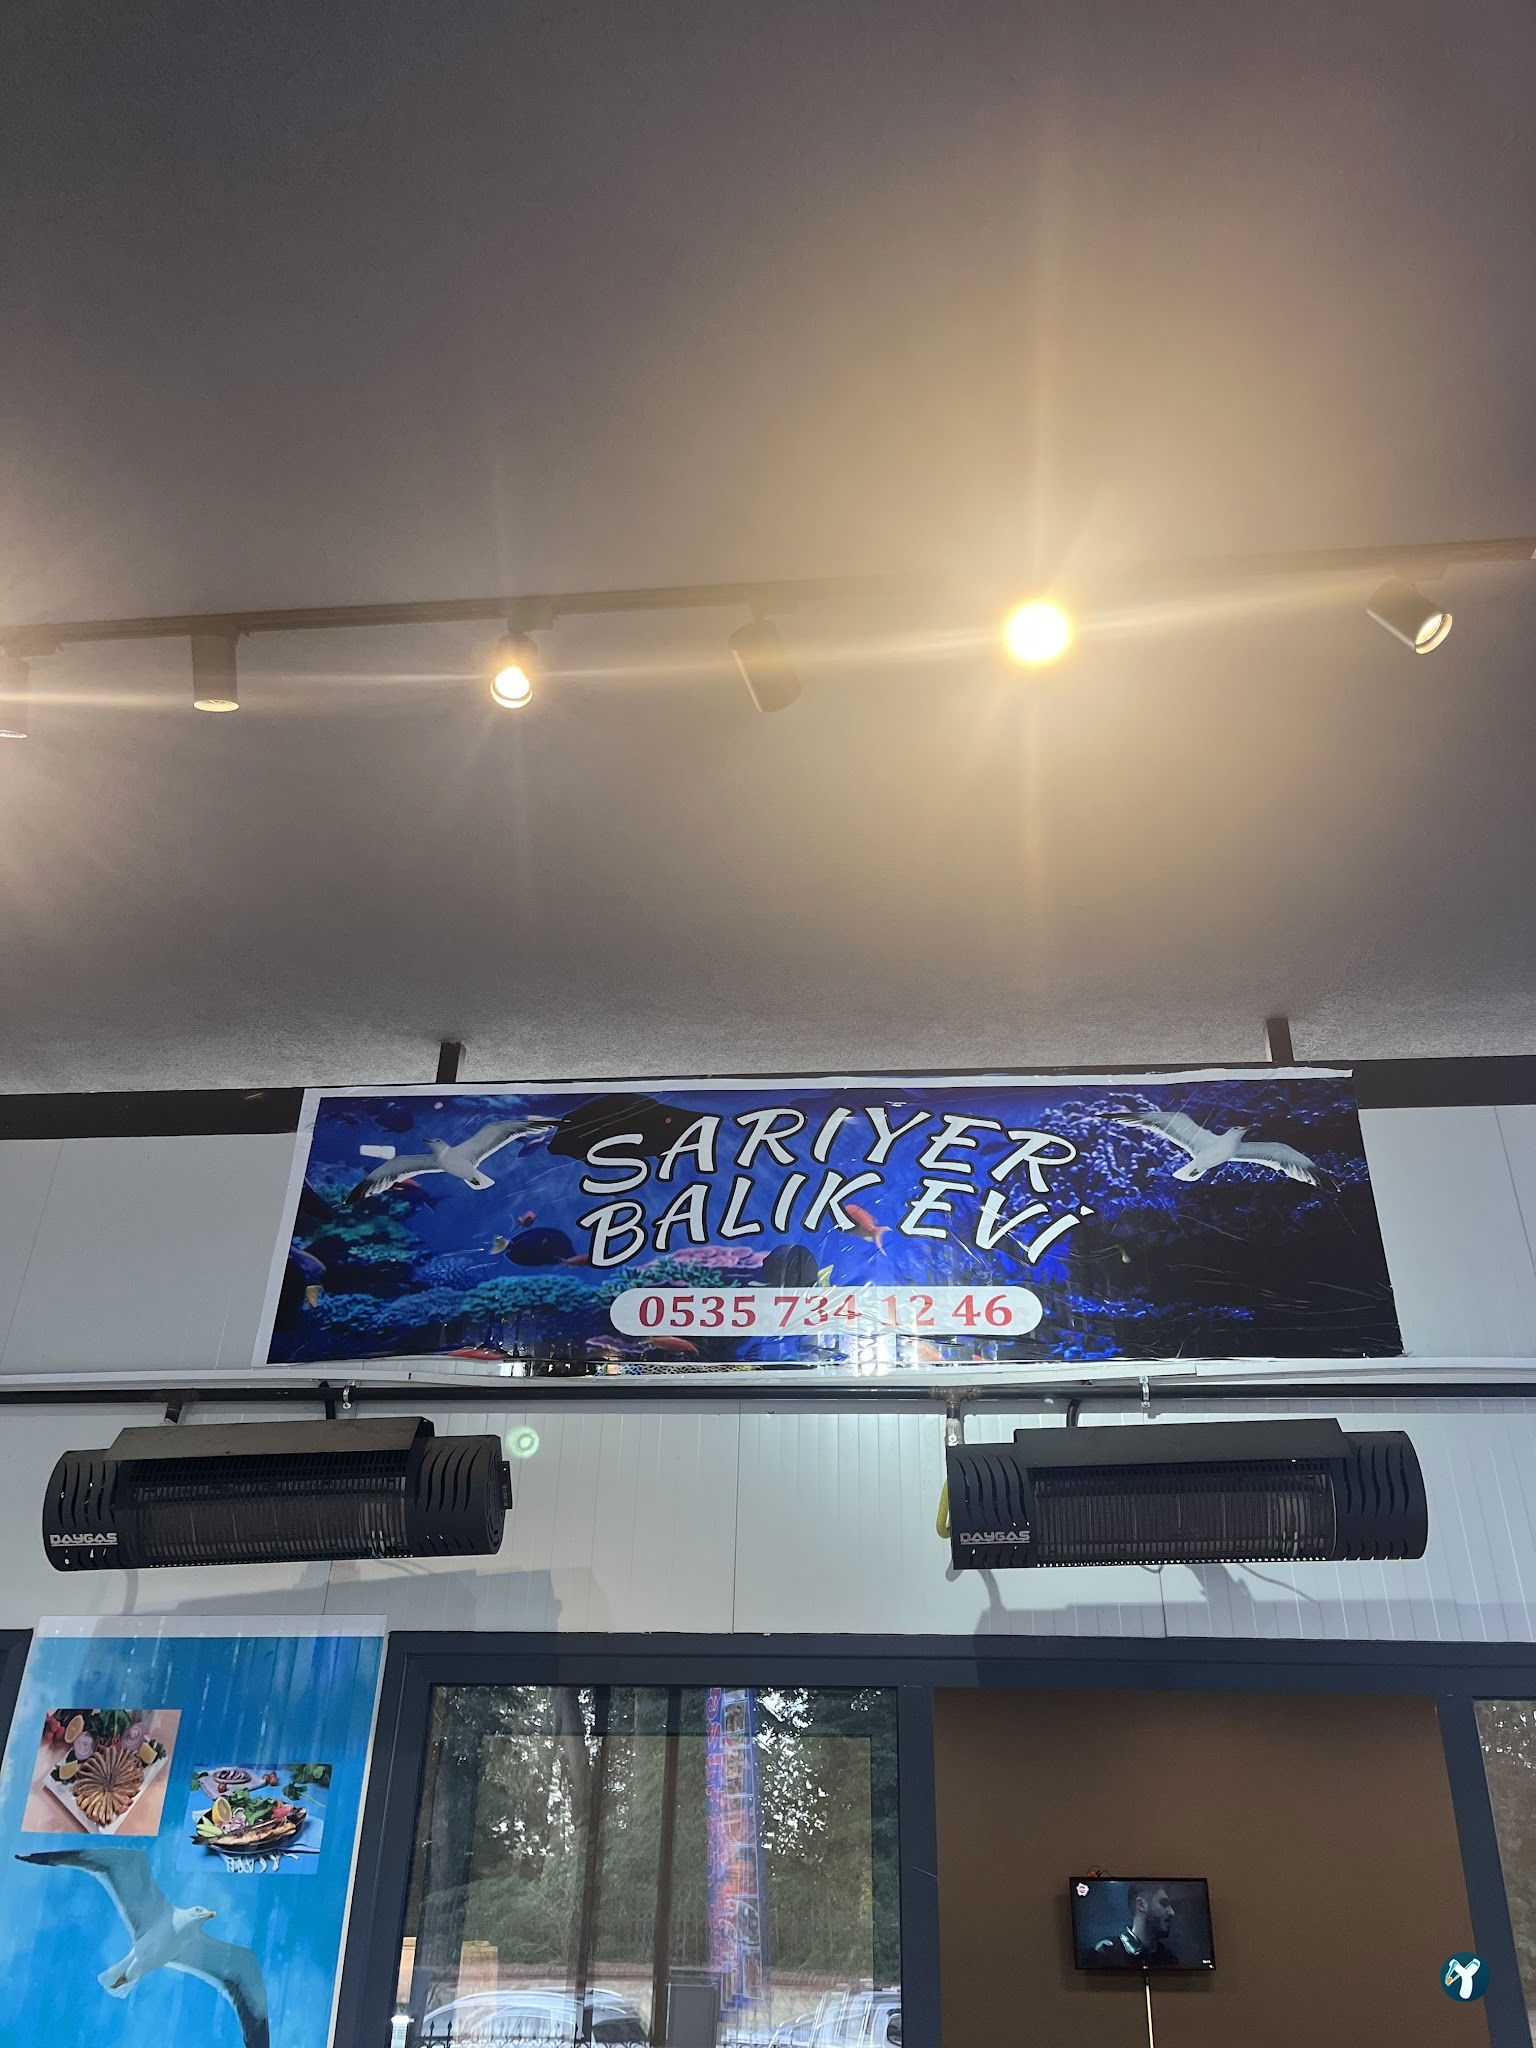 SARIYER
BALIK EVİ
0535 734 12 46
DAYGAS
DAYGAS